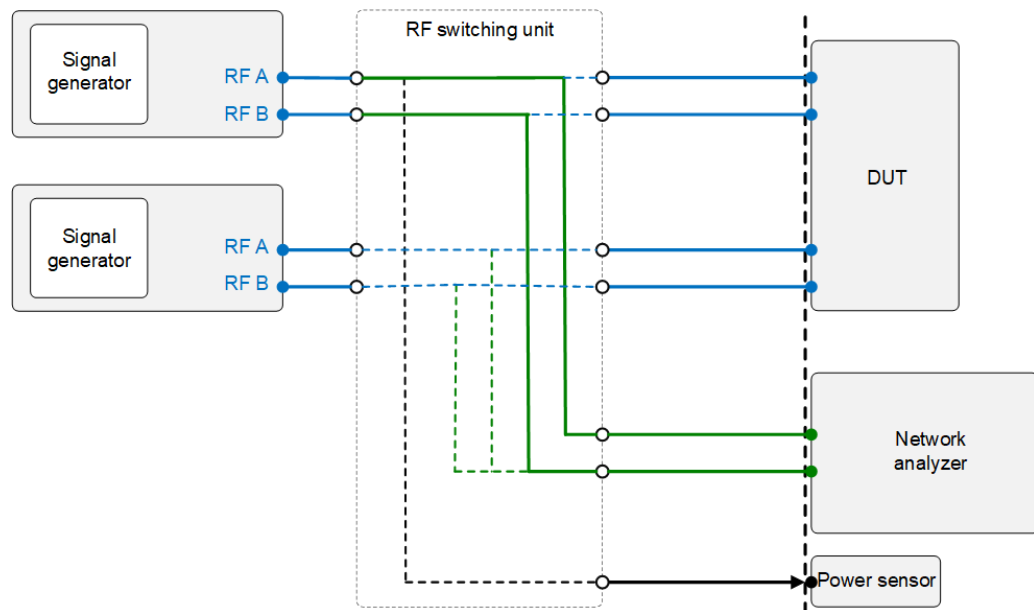 RF switching unit
Signal
generator
RF A
RF B
DUT
Signal
generator
RF A
RF B
Network
analyzer
Power sensor